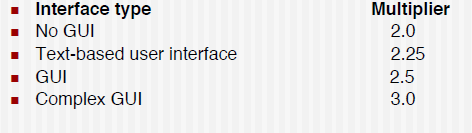 Interface type Multiplier
No GUI 2.0
Text-based user interface 2.25
GUI 2.5
Complex GUI 3.0